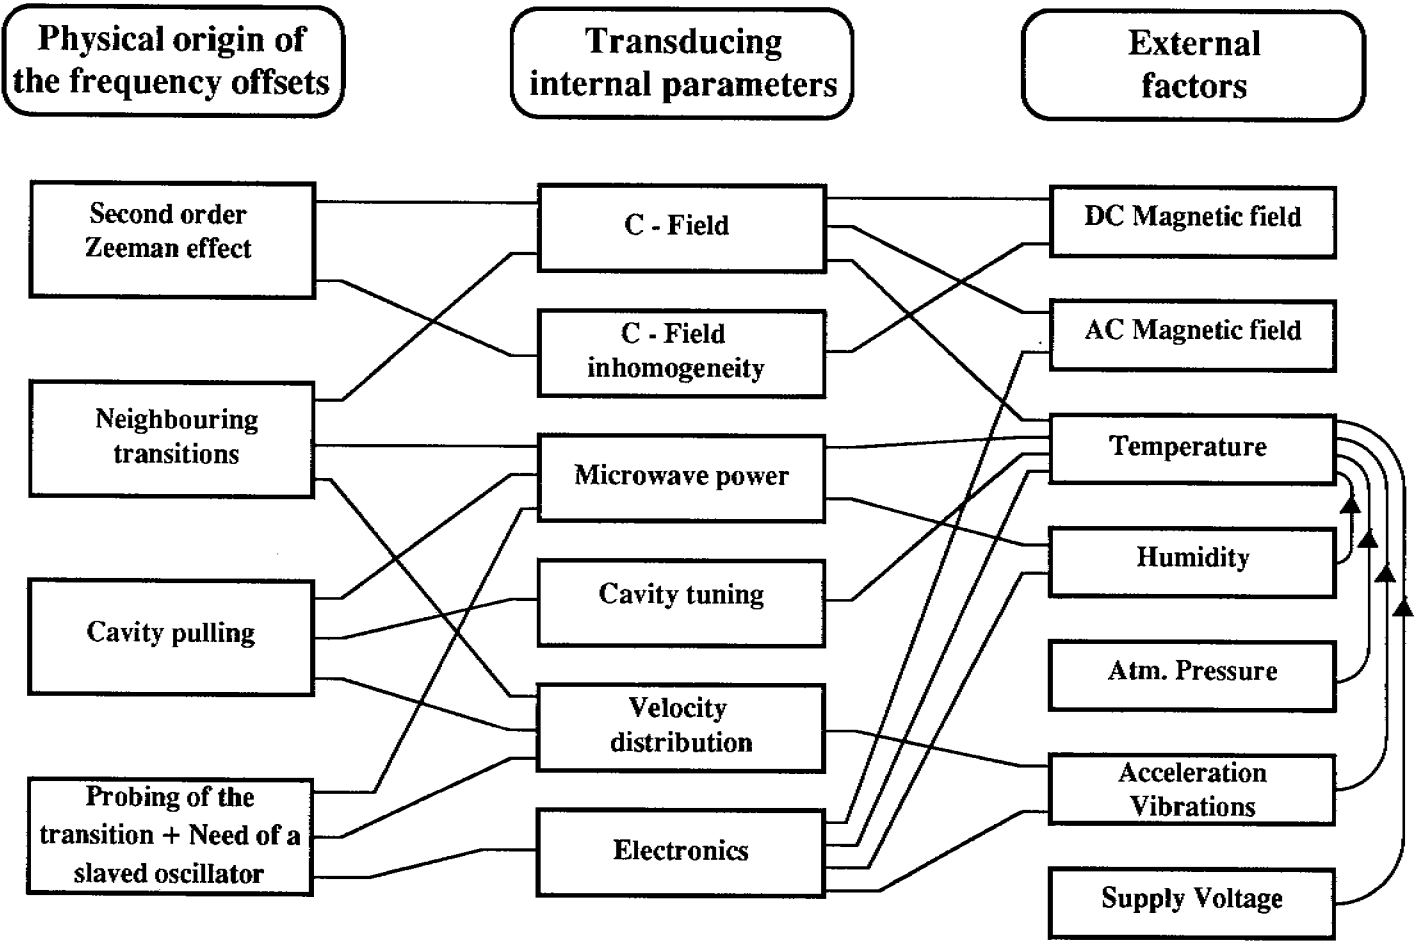 Physical origin of
the frequency offsets
Transducing
internal parameters
External
factors
Second order
Zeeman effect
Neighbouring
transitions
Cavity pulling
Probing of the
transition + Need of a
slaved oscillator
C - Field
C - Field
inhomogeneity
Microwave power
Cavity tuning
Velocity
distribution
Electronics
DC Magnetic field
AC Magnetic field
Temperature
Humidity
Atm. Pressure
Acceleration
Vibrations
Supply Voltage